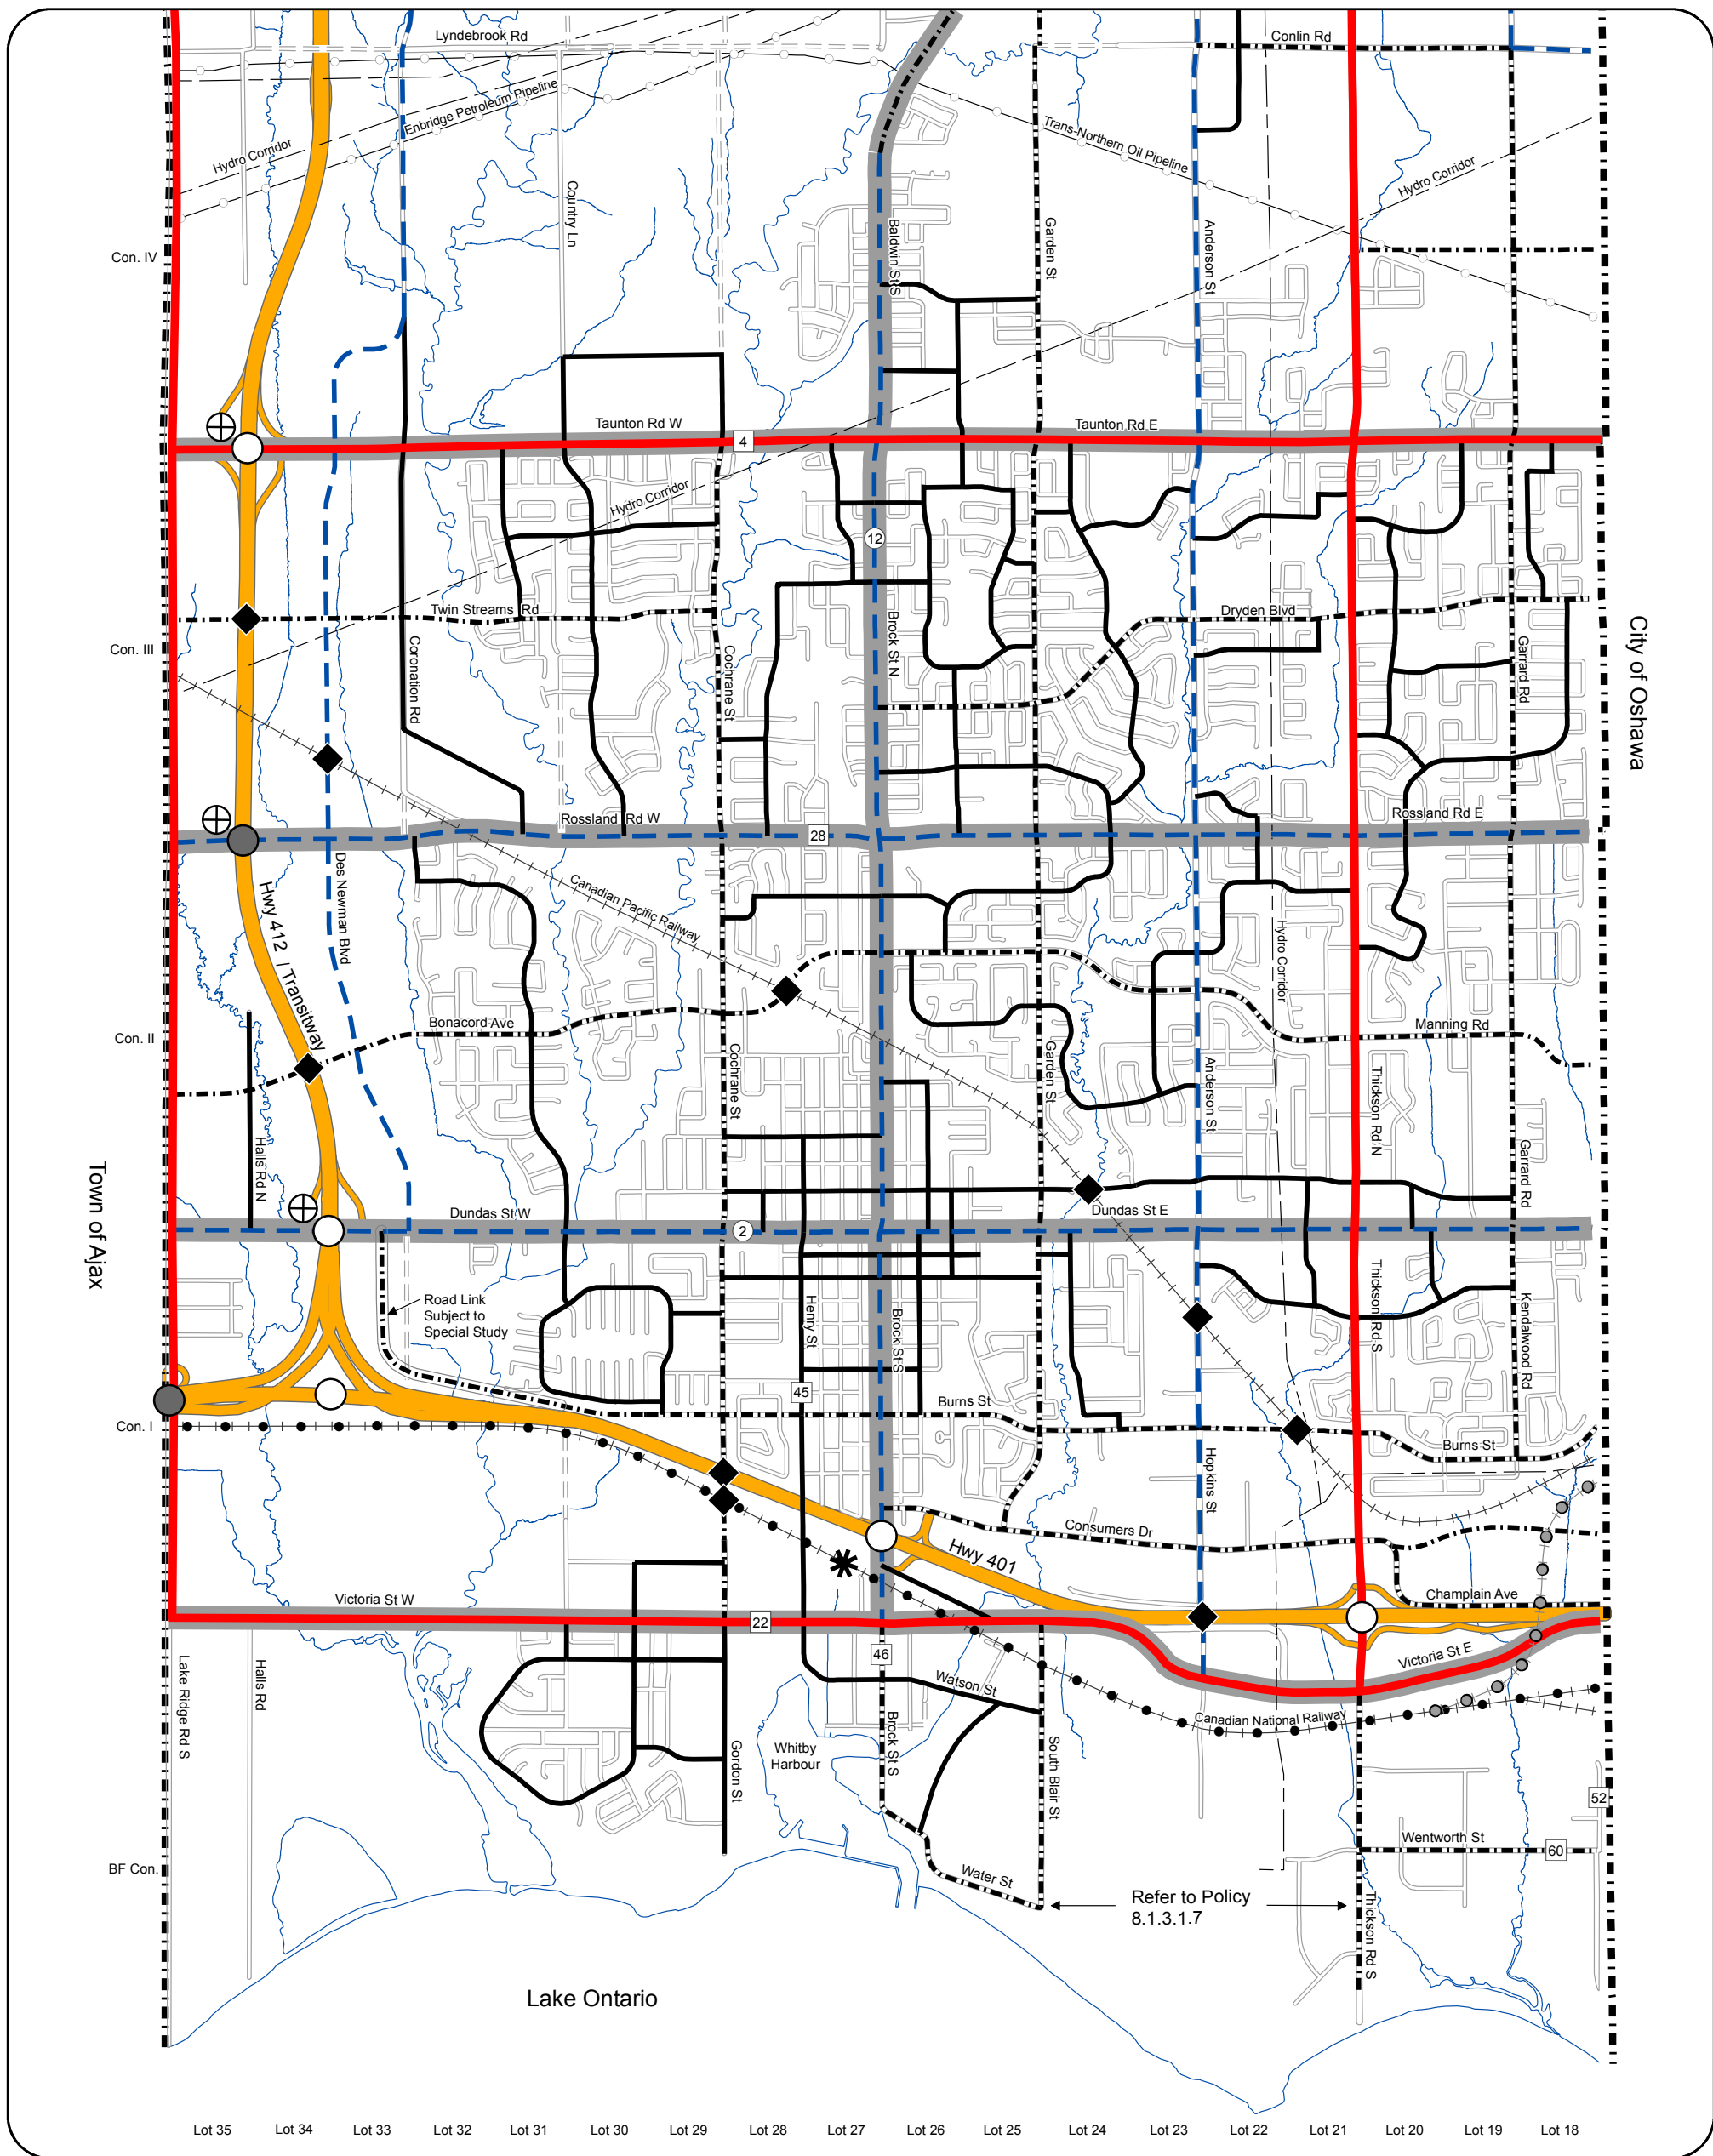 Lyndebrook Rd
Conlin Rd
Enbridge Petroleum Pipeline
Hydro Corridor
Trans-Northern Oil Pipeline
Hydro Corridor
Country Ln
Baldwin St S
Garden St
Anderson St
Con. IV
Taunton Rd W
4
Taunton Rd E
Hydro Corridor
12
Twin Streams Rd
Dryden Blvd
Con. III
Coronation Rd
Cochrane St
Brock St N
Garrard Rd
City of Oshawa
Rossland Rd W
28
Rossland Rd E
Hwy 412 / Transitway
Des Newman Blvd
Canadian Pacific Railway
Hydro Corridor
Con. II
Bonacord Ave
Manning Rd
Cochrane St
Garden St
Anderson St
Thickson Rd N
Halls Rd N
Garrard Rd
Town of Ajax
Dundas St W
2
Dundas St E
Road Link
Subject to
Special Study
Henry St
Brock St S
Thickson Rd S
Kendalwood Rd
45
Burns St
Con. I
Burns St
Hopkins St
Consumers Dr
Hwy 401
Champlain Ave
Victoria St W
22
Victoria St E
46
Lake Ridge Rd S
Halls Rd
Watson St
Canadian National Railway
Gordon St
Whitby
Harbour
Brock St S
South Blair St
52
Wentworth St
60
BF Con.
Water St
Refer to Policy
8.1.3.1.7
Thickson Rd S
Lake Ontario
Lot 35
Lot 34
Lot 33
Lot 32
Lot 31
Lot 30
Lot 29
Lot 28
Lot 27
Lot 26
Lot 25
Lot 24
Lot 23
Lot 22
Lot 21
Lot 20
Lot 19
Lot 18